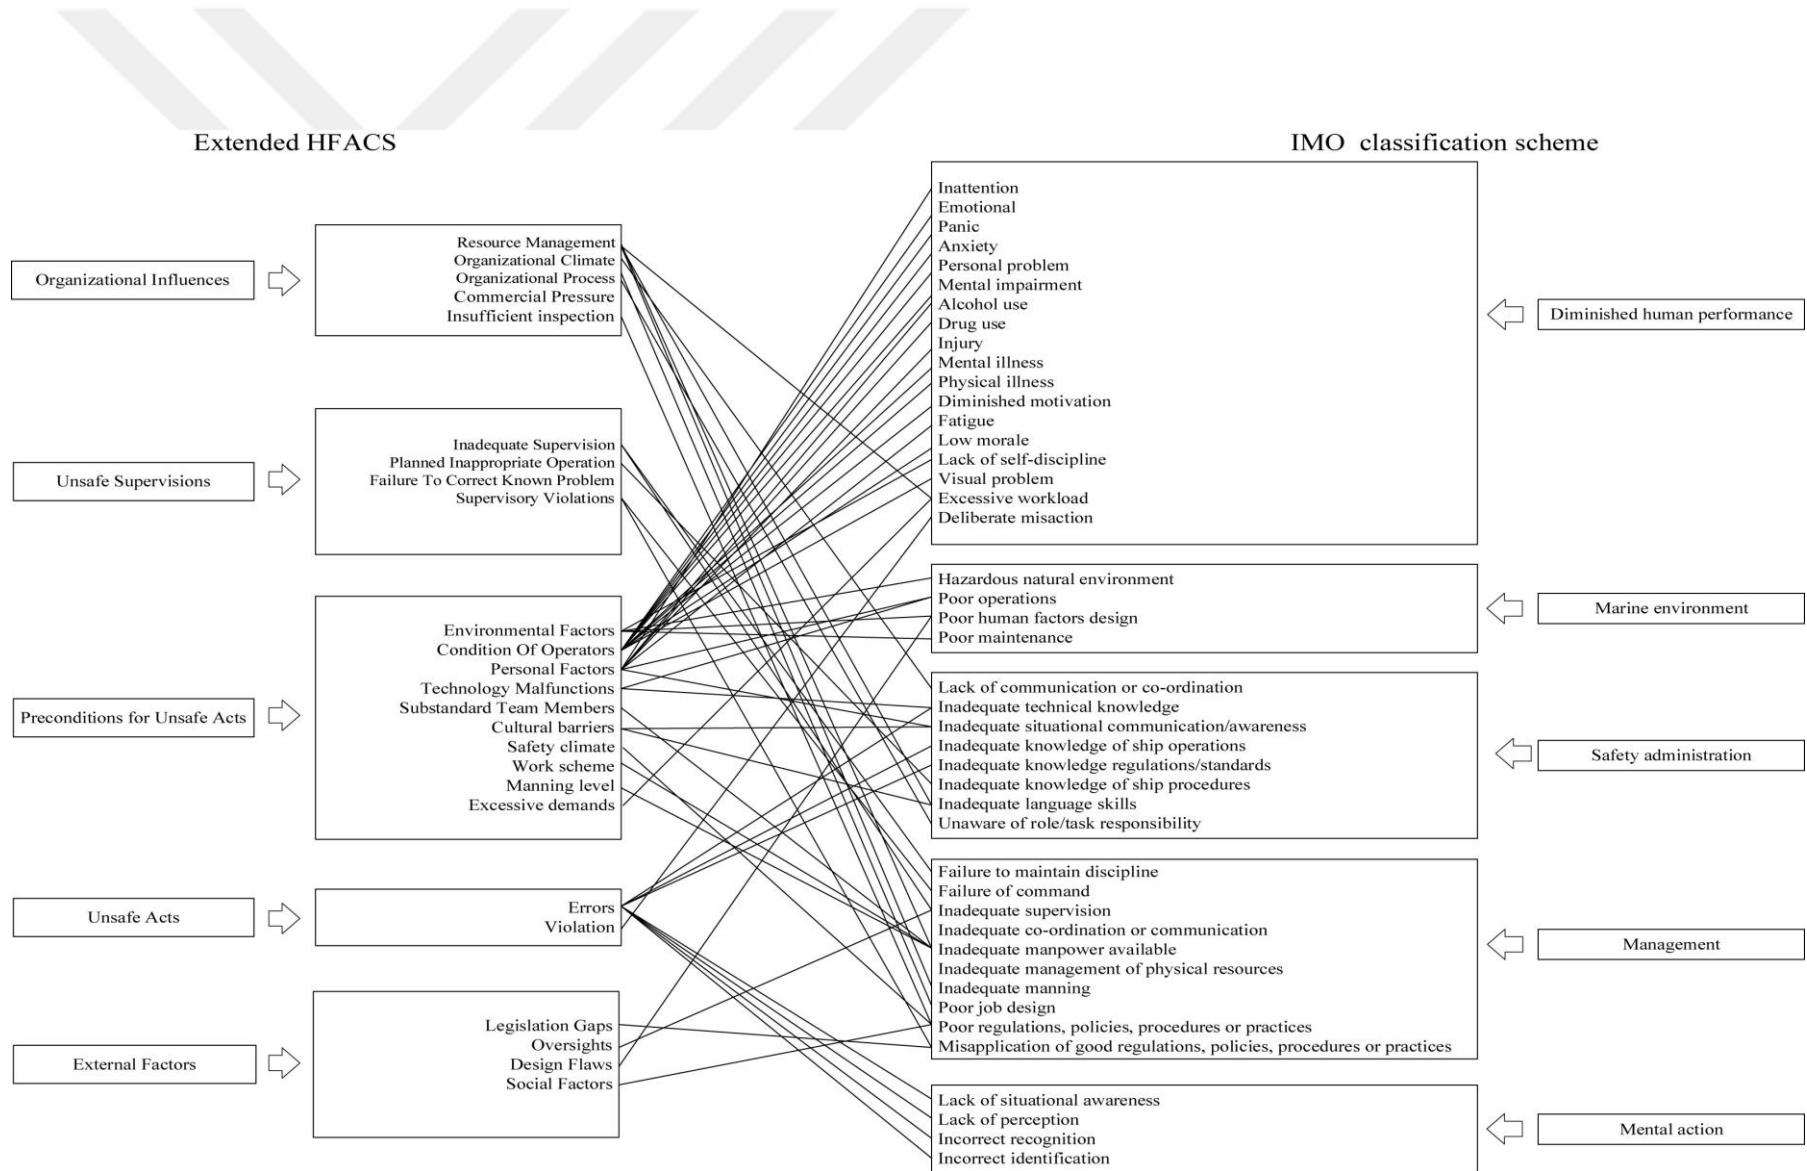 Extended HFACS
IMO classification scheme
Organizational Influences
Resource Management
Organizational Climate
Organizational Process
Commercial Pressure
Insufficient inspection
Unsafe Supervisions
Inadequate Supervision
Planned Inappropriate Operation
Failure To Correct Known Problem
Supervisory Violations
Preconditions for Unsafe Acts
Environmental Factors
Condition Of Operators
Personal Factors
Technology Malfunctions
Substandard Team Members
Cultural barriers
Safety climate
Work scheme
Manning level
Excessive demands
Unsafe Acts
Errors
Violation
External Factors
Legislation Gaps
Oversights
Design Flaws
Social Factors
Inattention
Emotional
Panic
Anxiety
Personal problem
Mental impairment
Alcohol use
Drug use
Injury
Mental illness
Physical illness
Diminished motivation
Fatigue
Low morale
Lack of self-discipline
Visual problem
Excessive workload
Deliberate misaction
Diminished human performance
Hazardous natural environment
Poor operations
Poor human factors design
Poor maintenance
Marine environment
Lack of communication or co-ordination
Inadequate technical knowledge
Inadequate situational communication/awareness
Inadequate knowledge of ship operations
Inadequate knowledge regulations/standards
Inadequate knowledge of ship procedures
Inadequate language skills
Unaware of role/task responsibility
Safety administration
Failure to maintain discipline
Failure of command
Inadequate supervision
Inadequate co-ordination or communication
Inadequate manpower available
Inadequate management of physical resources
Inadequate manning
Poor job design
Poor regulations, policies, procedures or practices
Misapplication of good regulations, policies, procedures or practices
Management
Lack of situational awareness
Lack of perception
Incorrect recognition
Incorrect identification
Mental action